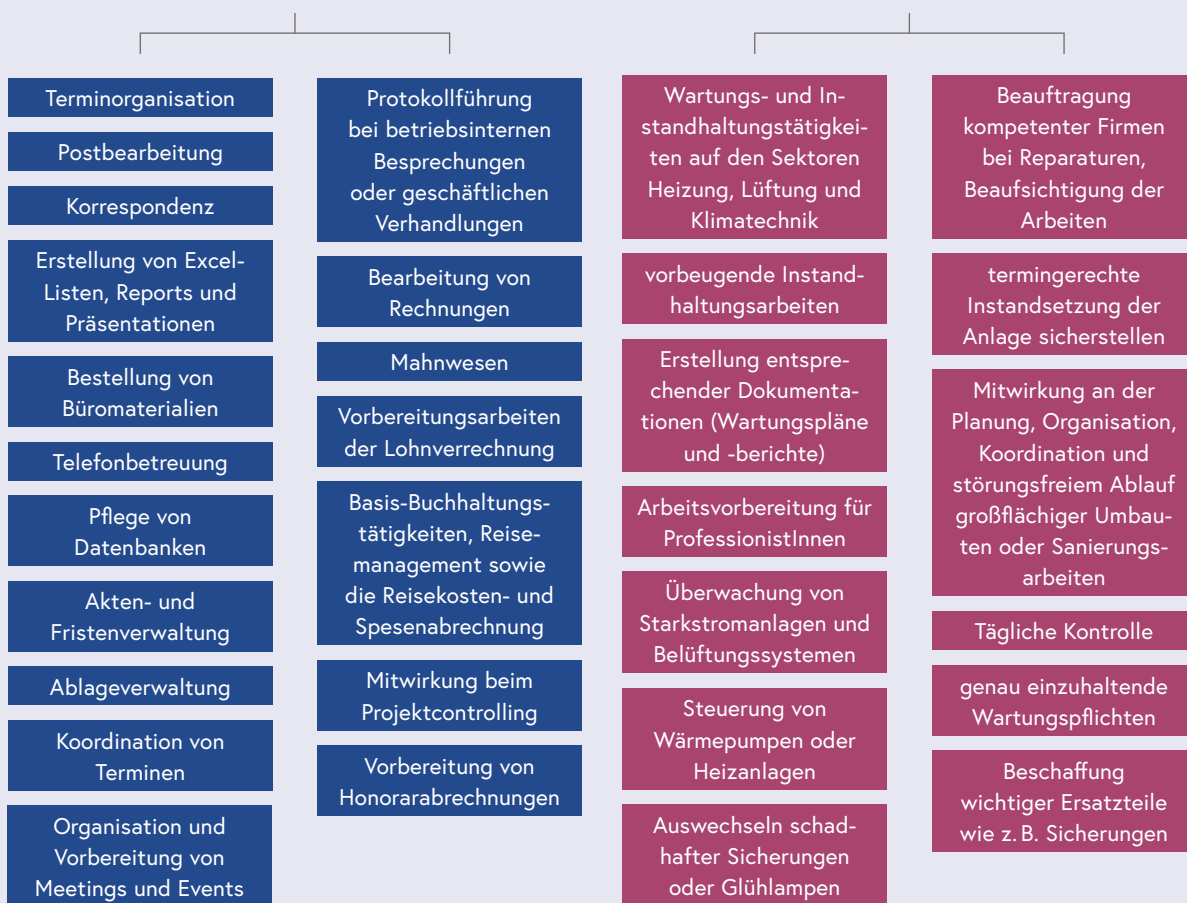 Terminorganisation
Postbearbeitung
Korrespondenz
Erstellung von Excel-
Listen, Reports und
Präsentationen
Bestellung von
Büromaterialien
Telefonbetreuung
Pflege von
Datenbanken
Akten- und
Fristenverwaltung
Ablageverwaltung
Koordination von
Terminen
Organisation und
Vorbereitung von
Meetings und Events
Protokollführung
bei betriebsinternen
Besprechungen
oder geschäftlichen
Verhandlungen
Bearbeitung von
Rechnungen
Mahnwesen
Vorbereitungsarbeiten
der Lohnverrechnung
Basis-Buchhaltungs-
tätigkeiten, Reise-
management sowie
die Reisekosten- und
Spesenabrechnung
Mitwirkung beim
Projektcontrolling
Vorbereitung von
Honorarabrechnungen
Wartungs- und In-
standhaltungstätigkei-
ten auf den Sektoren
Heizung, Lüftung und
Klimatechnik
vorbeugende Instand-
haltungsarbeiten
Erstellung entspre-
chender Dokumenta-
tionen (Wartungspläne
und -berichte)
Arbeitsvorbereitung für
ProfessionistInnen
Überwachung von
Starkstromanlagen und
Belüftungssystemen
Steuerung von
Wärmepumpen oder
Heizanlagen
Auswechseln schad-
hafter Sicherungen
oder Glühlampen
Beauftragung
kompetenter Firmen
bei Reparaturen,
Beaufsichtigung der
Arbeiten
termingerechte
Instandsetzung der
Anlage sicherstellen
Mitwirkung an der
Planung, Organisation,
Koordination und
störungsfreiem Ablauf
großflächiger Umbau-
ten oder Sanierungs-
arbeiten
Tägliche Kontrolle
genau einzuhaltende
Wartungspflichten
Beschaffung
wichtiger Ersatzteile
wie z. B. Sicherungen